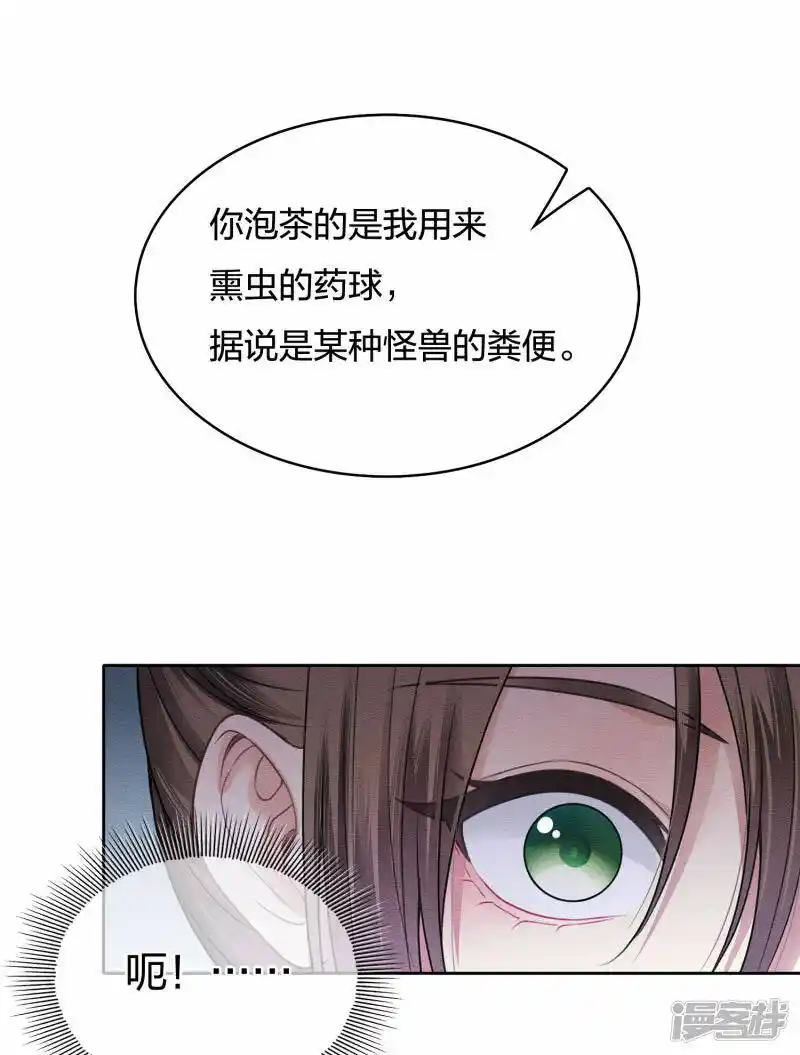 你泡茶的是我用来
熏虫的药球，
据说是某种怪兽的粪便。
呃！……
漫客栈